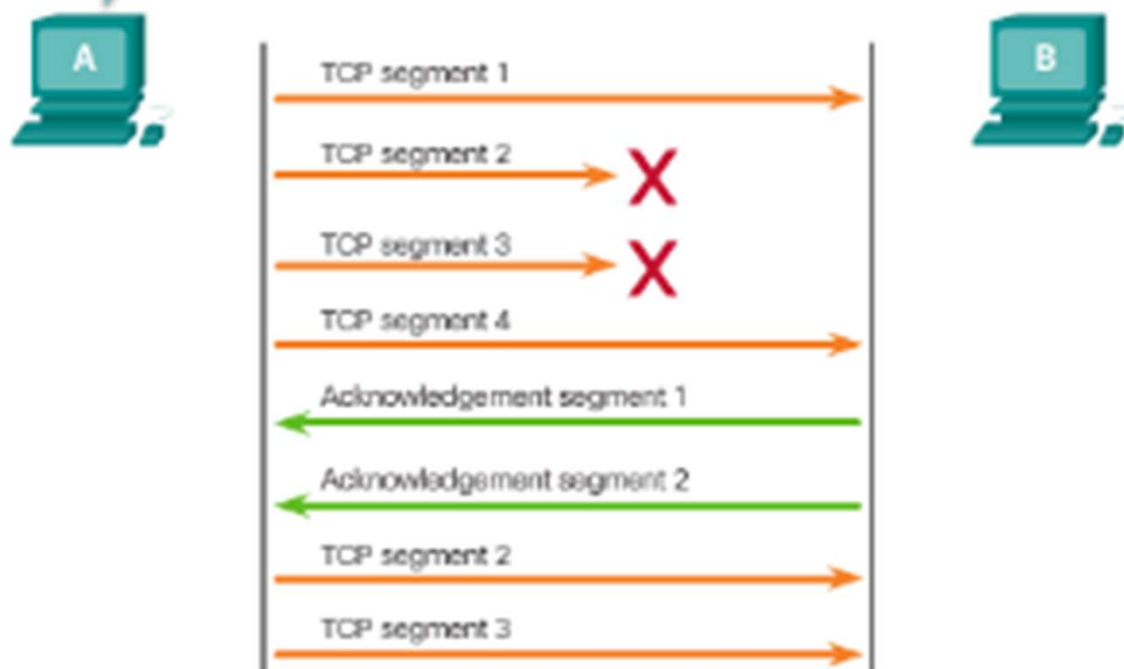 A
B
TCP segment 1
TCP segment 2
X
TCP segment 3
X
TCP segment 4
Acknowledgement segment 1
Acknowledgement segment 2
TCP segment 2
TCP segment 3